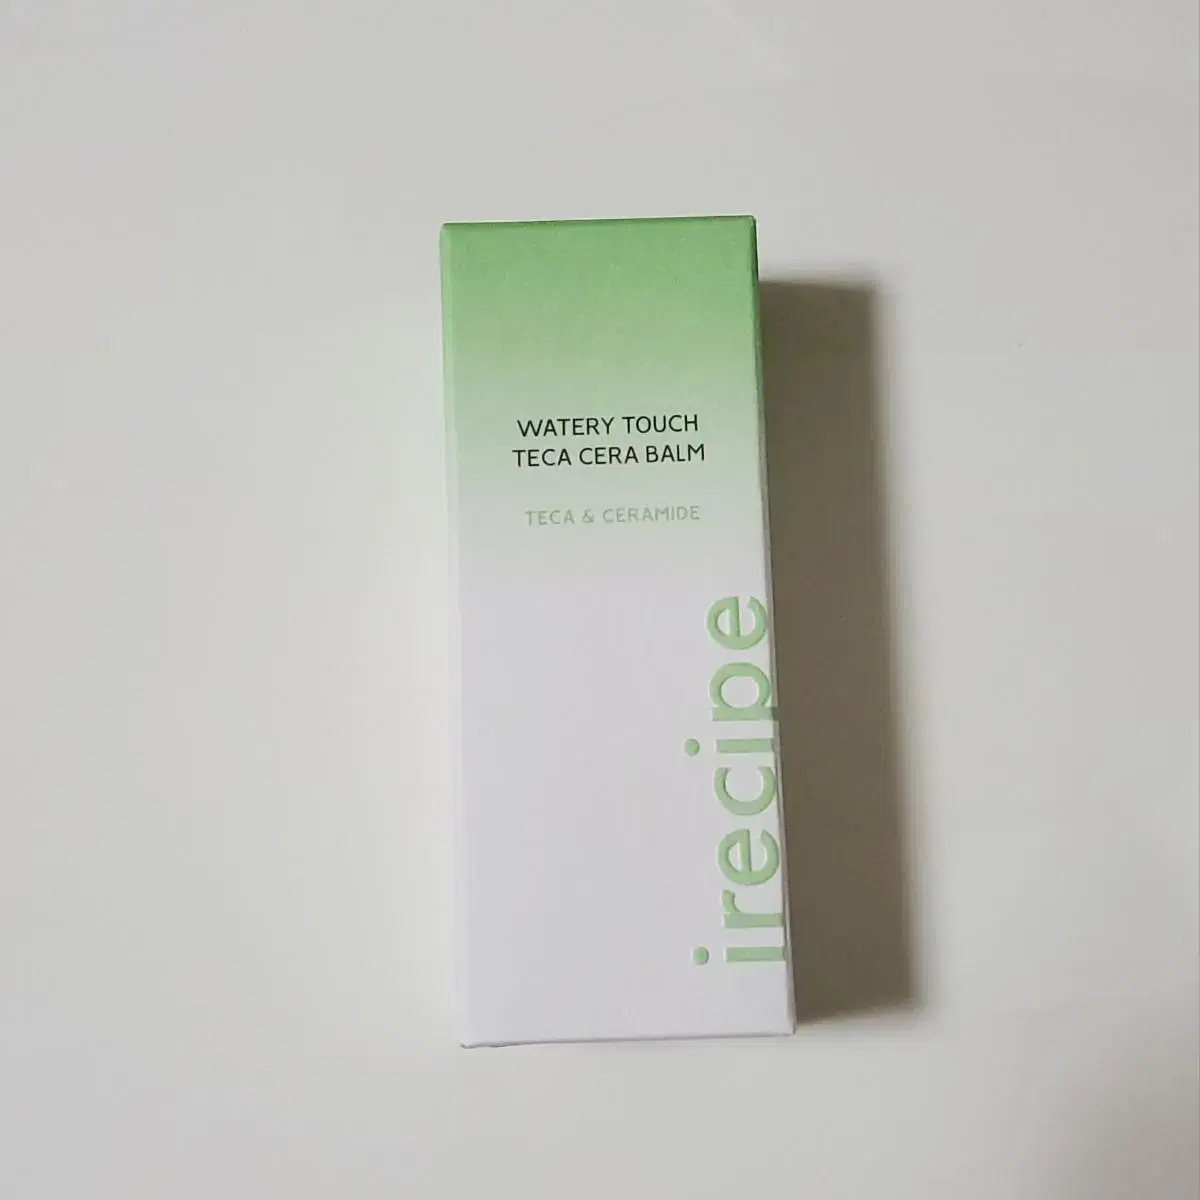 WATERY TOUCH
TECA CERA BALM
TECA & CERAMIDE
irecipe